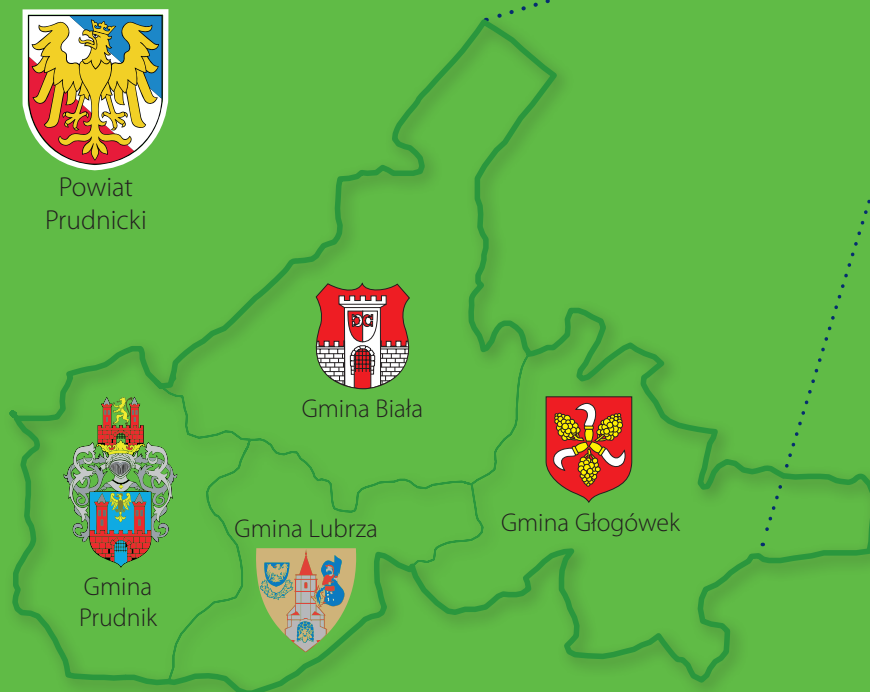 Powiat
Prudnicki
Gmina Biała
Gmina Głogówek
Gmina Lubrza
Gmina
Prudnik